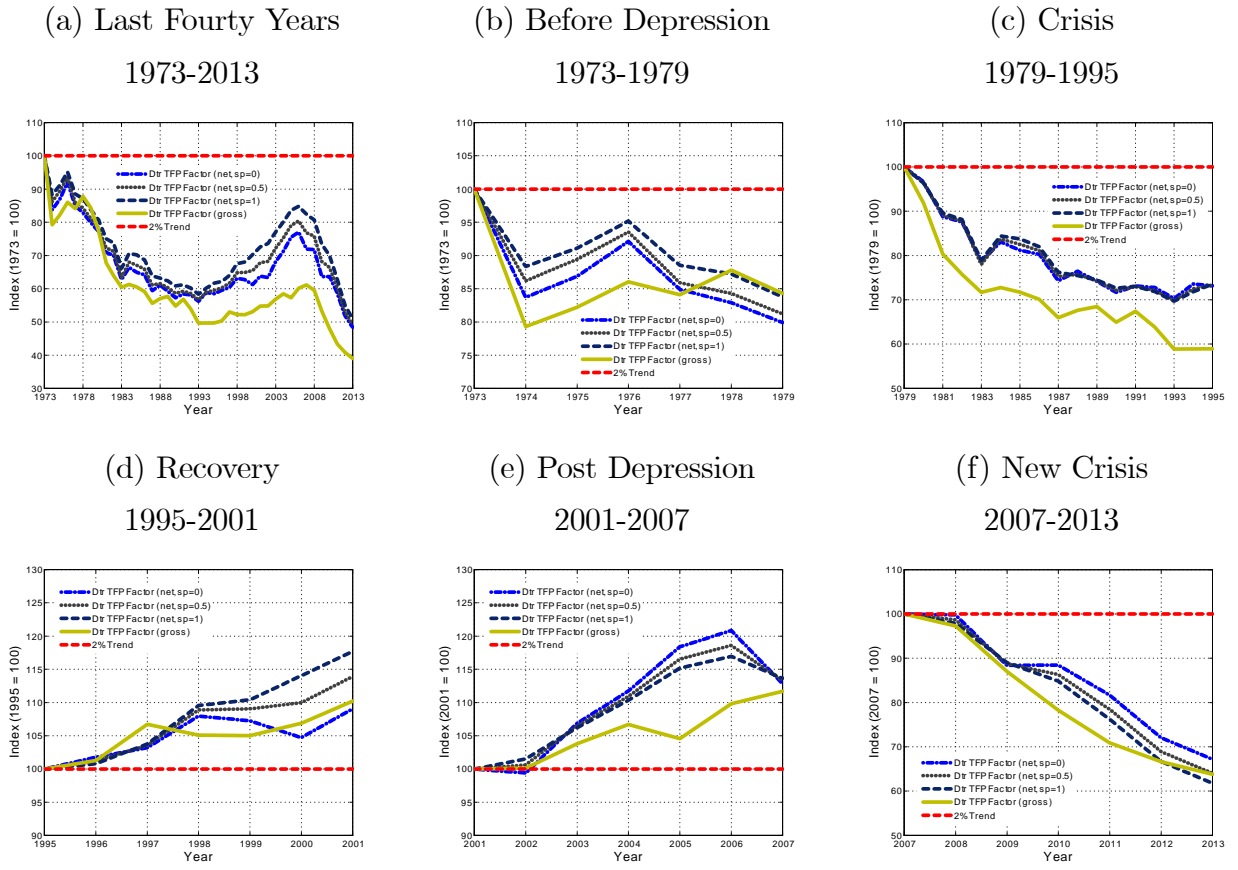 (a) Last Fourty Years
1973-2013
110
100
90
80
70
60
50
40
30
Index (1973 = 100)
Dtr TFP Factor (net,sp=0)
Dtr TFP Factor (net,sp=0.5)
Dtr TFP Factor (net,sp=1)
Dtr TFP Factor (gross)
2% Trend
1973 1978 1983 1988 1993 1998 2003 2008 2013
Year
(b) Before Depression
1973-1979
110
105
100
95
90
85
80
75
70
Index (1973 = 100)
Dtr TFP Factor (net,sp=0)
Dtr TFP Factor (net,sp=0.5)
Dtr TFP Factor (net,sp=1)
Dtr TFP Factor (gross)
2% Trend
1973 1974 1975 1976 1977 1978 1979
Year
(c) Crisis
1979-1995
110
100
90
80
70
60
50
Index (1979 = 100)
Dtr TFP Factor (net,sp=0)
Dtr TFP Factor (net,sp=0.5)
Dtr TFP Factor (net,sp=1)
Dtr TFP Factor (gross)
2% Trend
1979 1981 1983 1985 1987 1989 1991 1993 1995
Year
(d) Recovery
1995-2001
130
125
120
115
110
105
100
95
90
Index (1995 = 100)
Dtr TFP Factor (net,sp=0)
Dtr TFP Factor (net,sp=0.5)
Dtr TFP Factor (net,sp=1)
Dtr TFP Factor (gross)
2% Trend
1995 1996 1997 1998 1999 2000 2001
Year
(e) Post Depression
2001-2007
130
125
120
115
110
105
100
95
90
Index (2001 = 100)
Dtr TFP Factor (net,sp=0)
Dtr TFP Factor (net,sp=0.5)
Dtr TFP Factor (net,sp=1)
Dtr TFP Factor (gross)
2% Trend
2001 2002 2003 2004 2005 2006 2007
Year
(f) New Crisis
2007-2013
110
100
90
80
70
60
50
Index (2007 = 100)
Dtr TFP Factor (net,sp=0)
Dtr TFP Factor (net,sp=0.5)
Dtr TFP Factor (net,sp=1)
Dtr TFP Factor (gross)
2% Trend
2007 2008 2009 2010 2011 2012 2013
Year